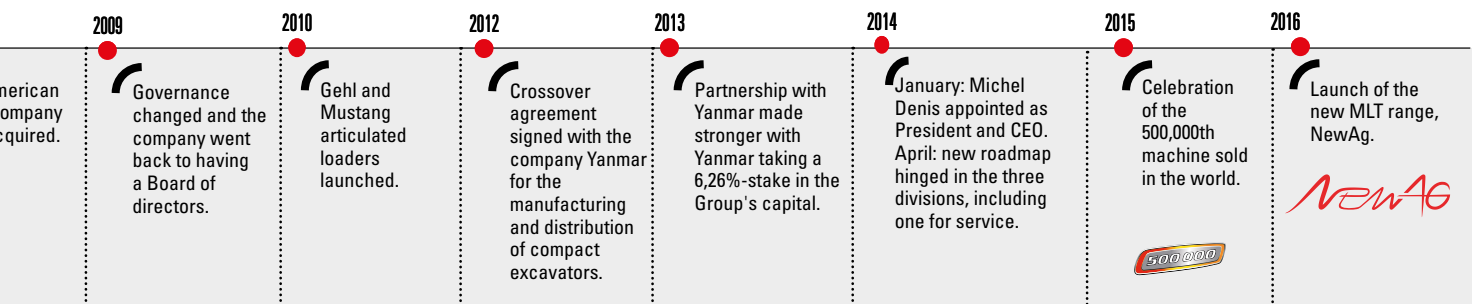 2009
2010
2012
2013
2014
2015
2016
merican
ompany
cquired.
Governance
changed and the
company went
back to having
a Board of
directors.
Gehl and
Mustang
articulated
loaders
launched.
Crossover
agreement
signed with the
company Yanmar
for the
manufacturing
and distribution
of compact
excavators.
Partnership with
Yanmar made
stronger with
Yanmar taking a
6,26%-stake in the
Group's capital.
January: Michel
Denis appointed as
President and CEO.
April: new roadmap
hinged in the three
divisions, including
one for service.
Celebration
of the
500,000th
machine sold
in the world.
500 000
Launch of the
new MLT range,
NewAg.
NEWAG